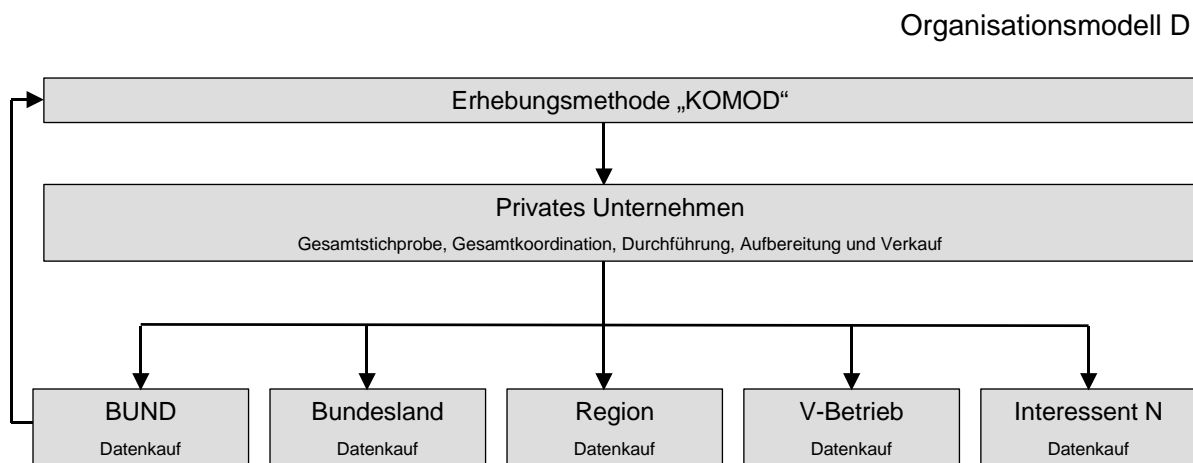 Organisationsmodell D
Erhebungsmethode „KOMOD“
Privates Unternehmen
Gesamtstichprobe, Gesamtkoordination, Durchführung, Aufbereitung und Verkauf
BUND
Datenkauf
Bundesland
Datenkauf
Region
Datenkauf
V-Betrieb
Datenkauf
Interessent N
Datenkauf